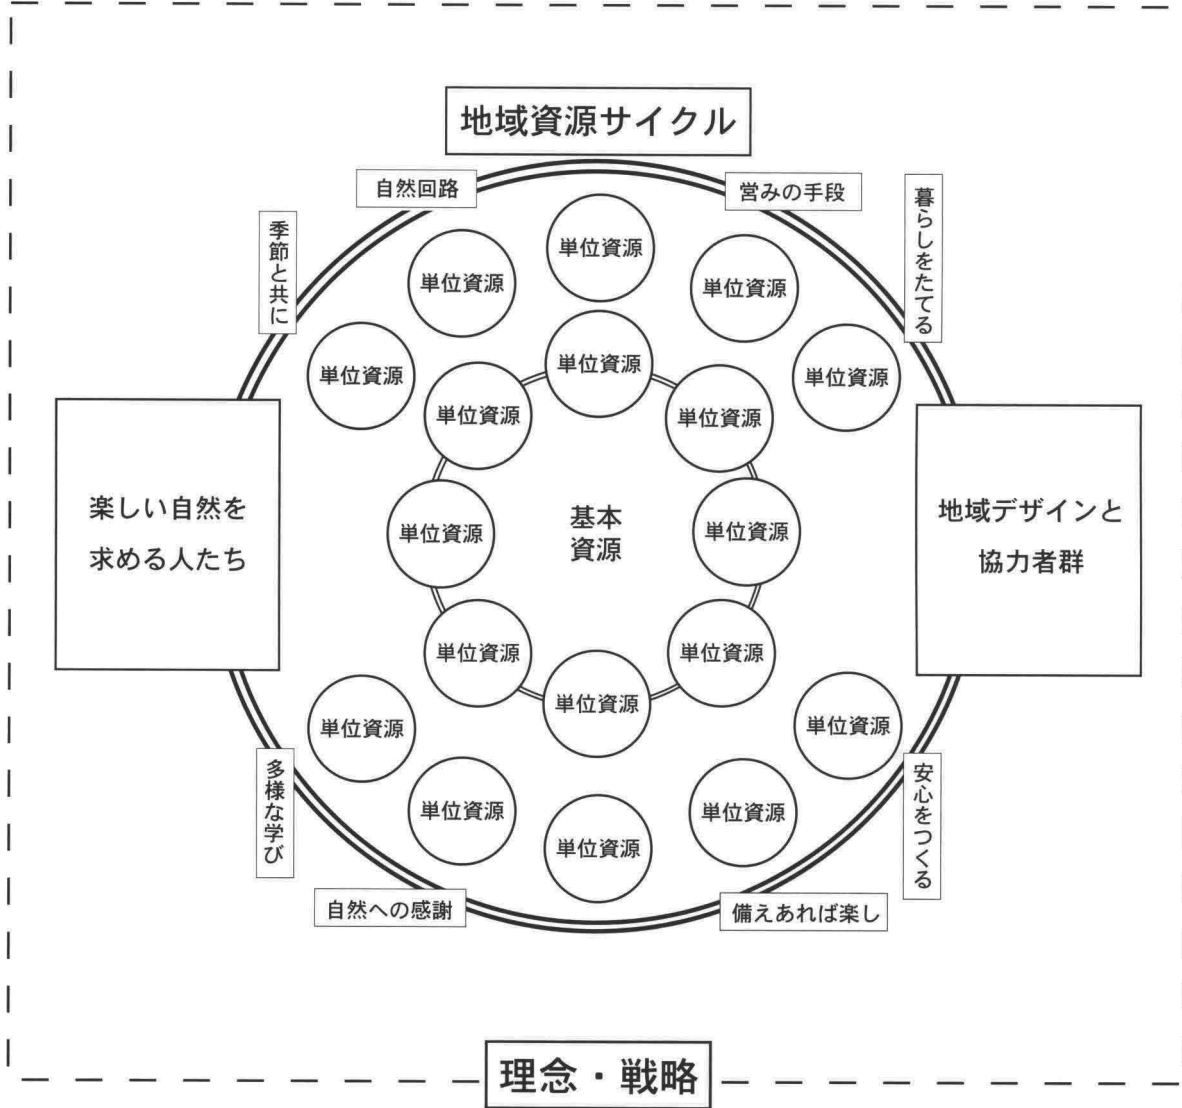 地域資源サイクル
自然回路
営みの手段
季節と共に
暮らしをたてる
単位資源
単位資源
単位資源
単位資源
単位資源
単位資源
単位資源
単位資源
楽しい自然を
求める人たち
単位資源
基本
資源
単位資源
地域デザインと
協力者群
単位資源
単位資源
単位資源
単位資源
単位資源
単位資源
単位資源
単位資源
多様な学び
安心をつくる
自然への感謝
備えあれば楽し
理念・戦略